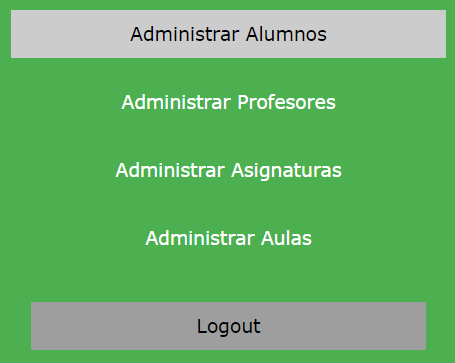 Administrar Alumnos
Administrar Profesores
Administrar Asignaturas
Administrar Aulas
Logout